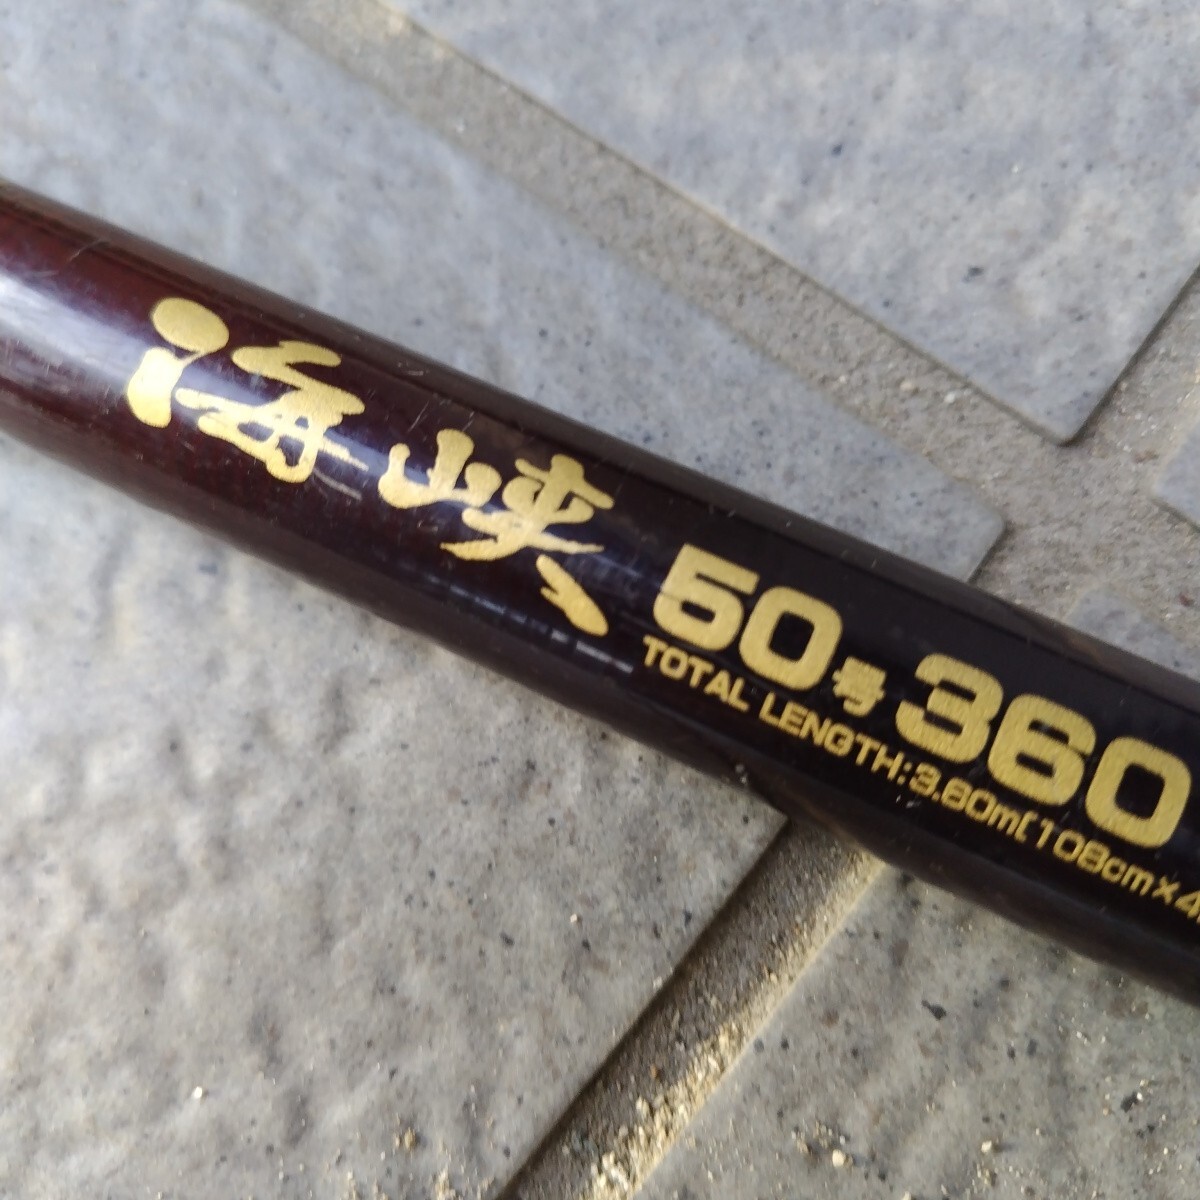 海峡 50号-360
TOTAL LENGTH:3.60m[108cm×4